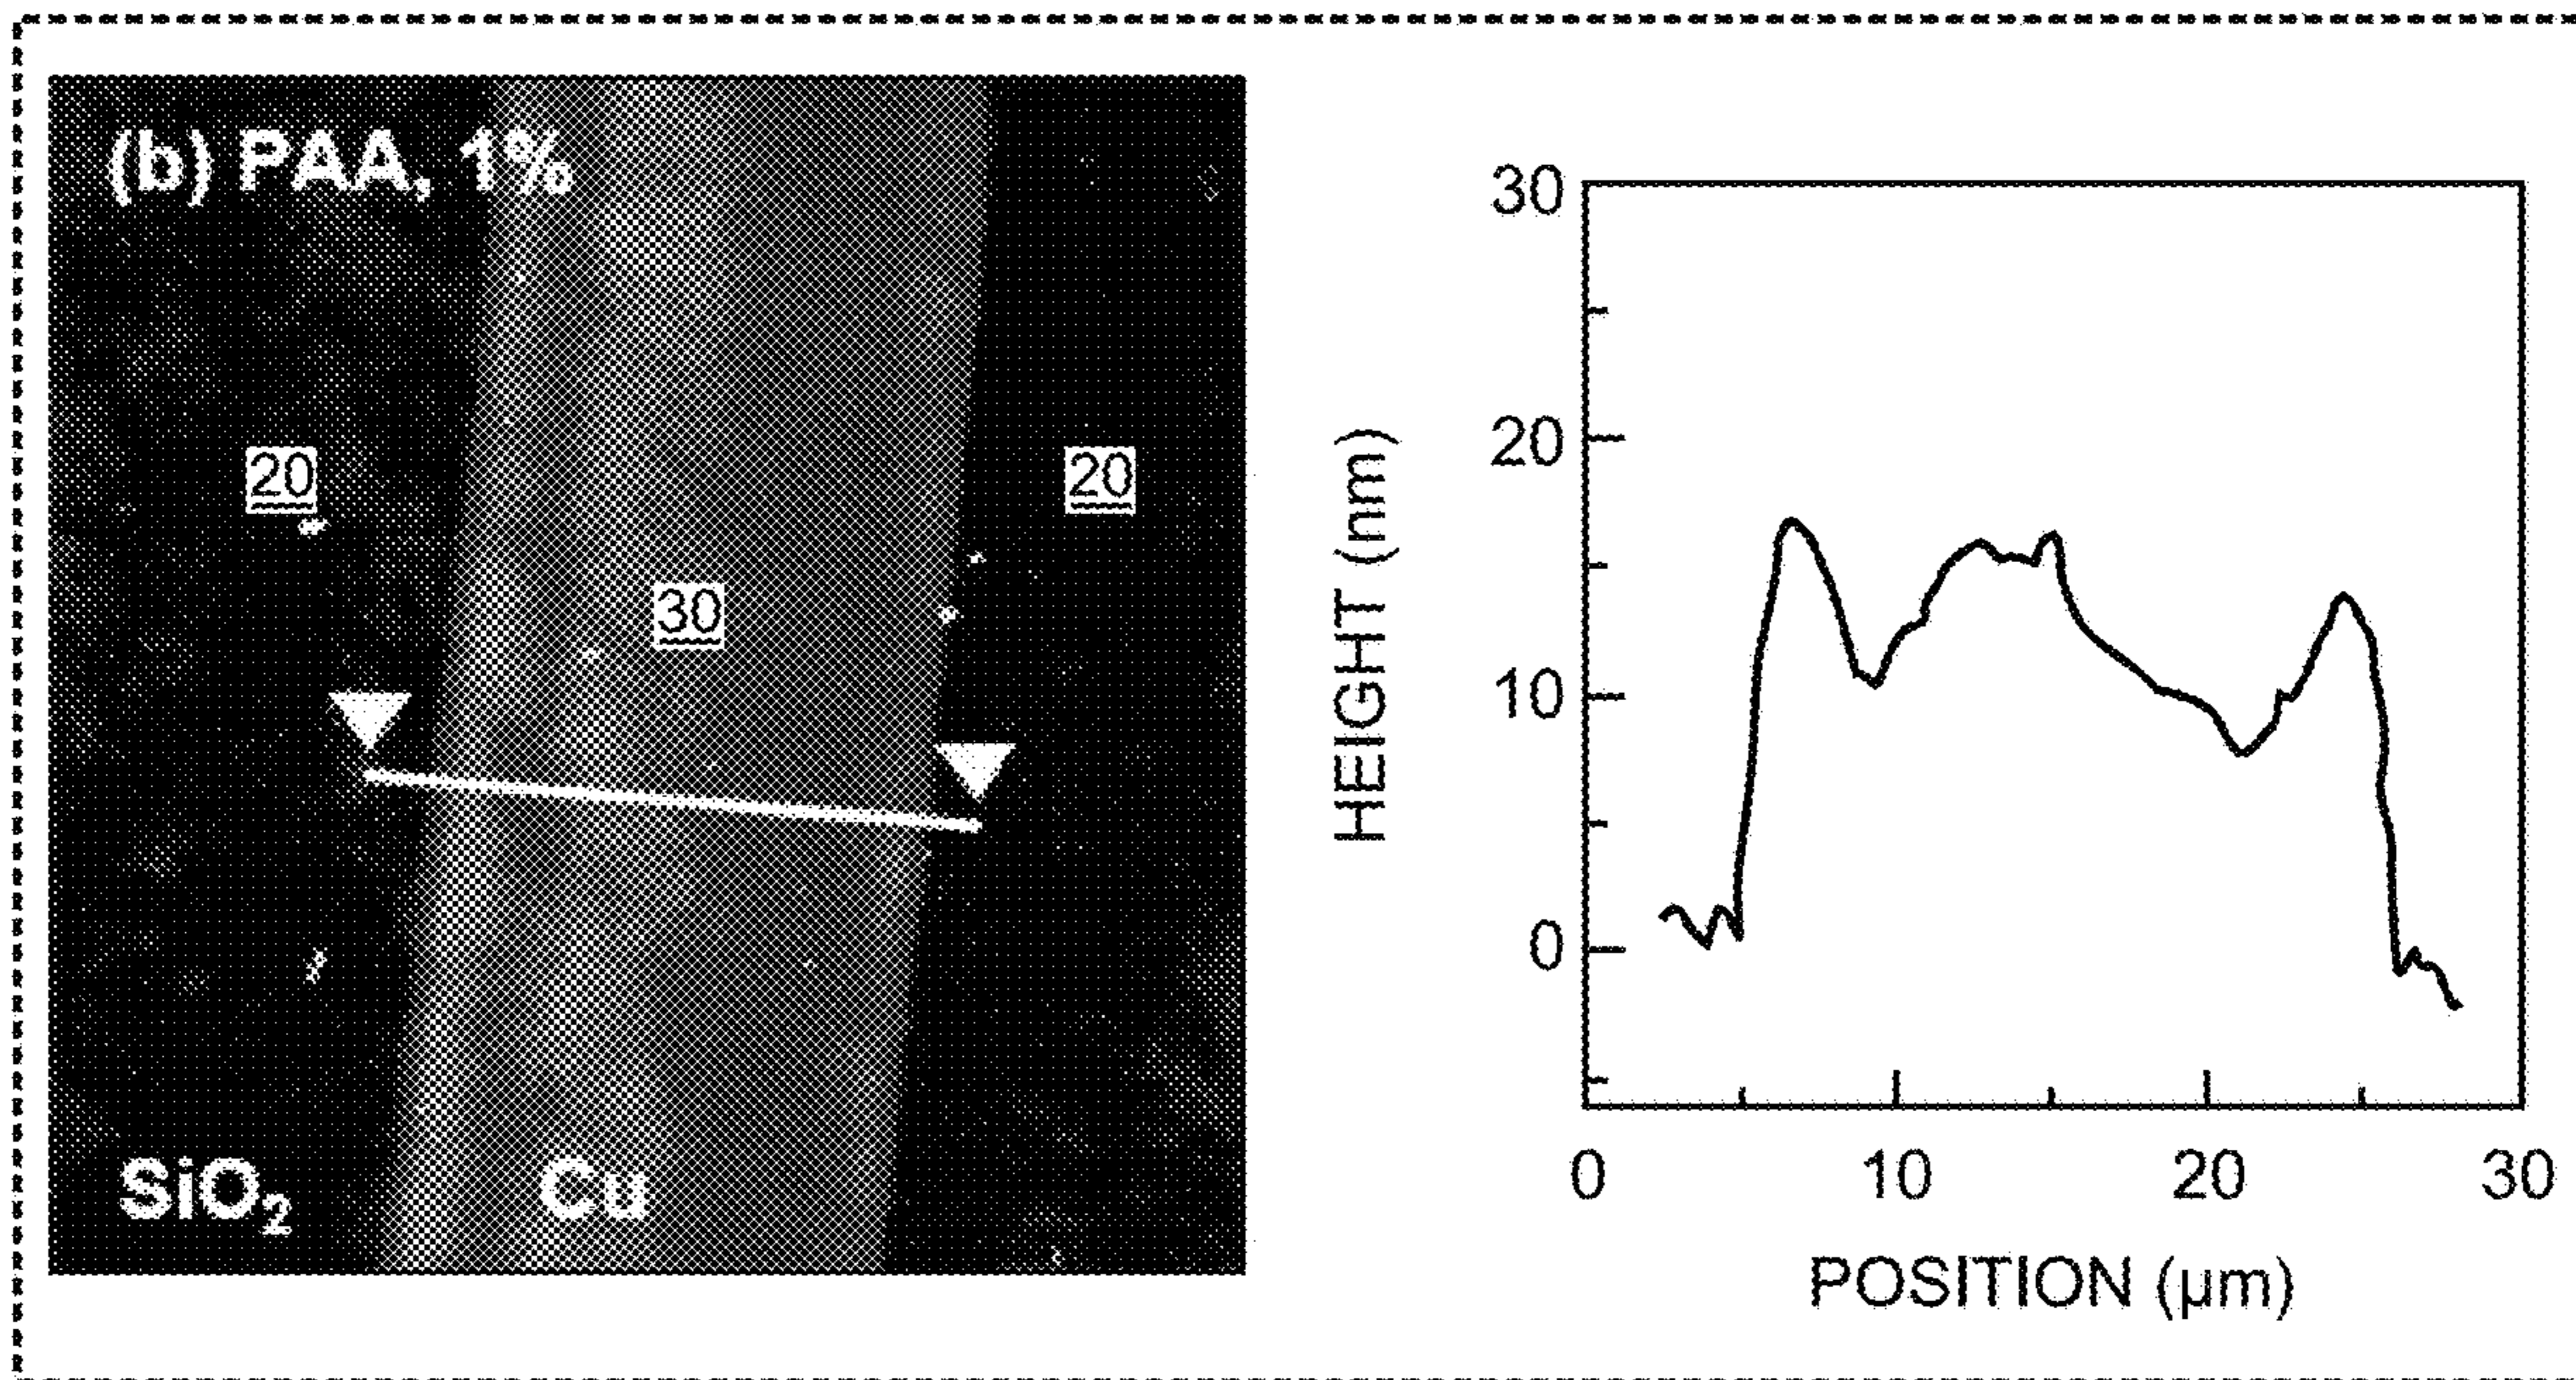 (b) PAA, 1%
20
20
30
SiO₂
Cu
HEIGHT (nm)
30
20
10
0
0
10
20
30
POSITION (μm)